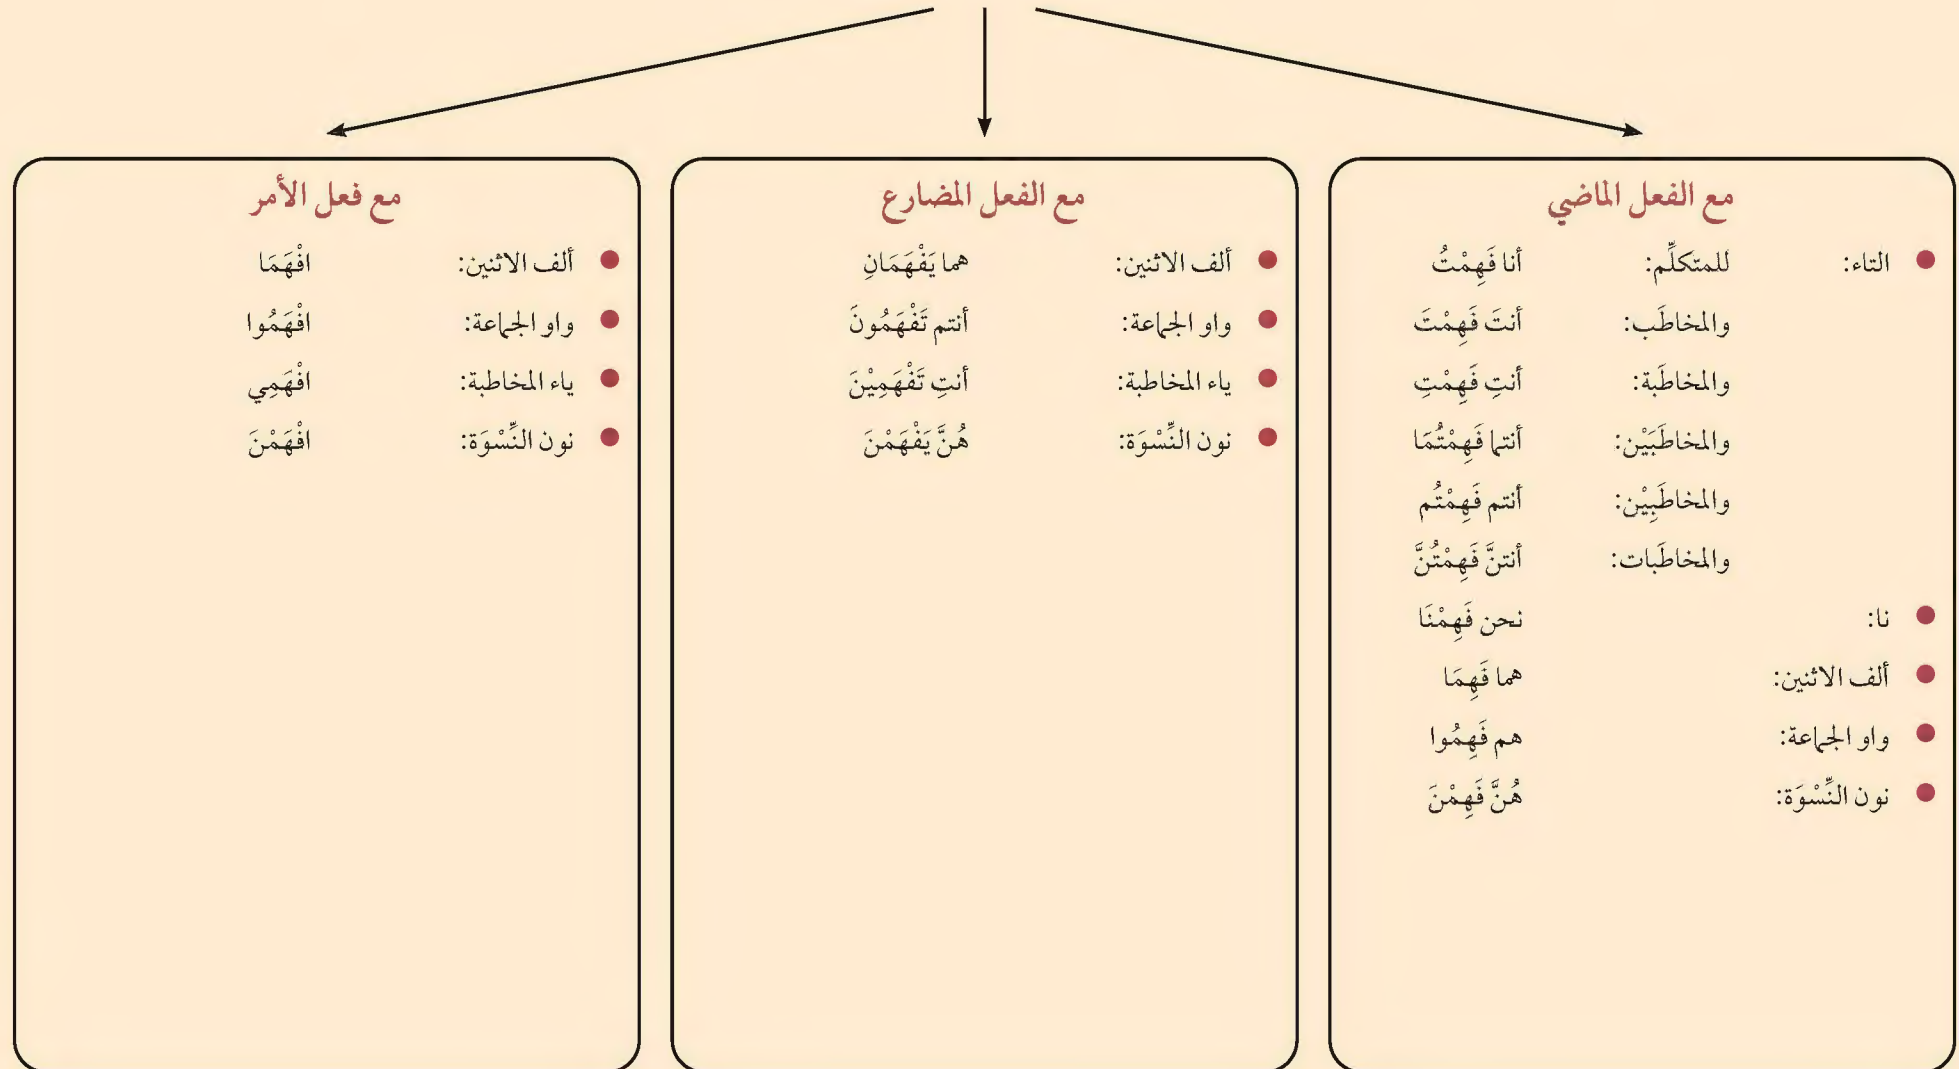 مع الفعل الماضي
التاء: للمتكلِّم: أنا فَهِمْتُ
والمخاطَب: أنتَ فَهِمْتَ
والمخاطَبة: أنتِ فَهِمْتِ
والمخاطَبَيْن: أنتما فَهِمْتُمَا
والمخاطَبِيْن: أنتم فَهِمْتُم
والمخاطَبات: أنتنَّ فَهِمْتُنَّ
نا: نحن فَهِمْنَا
ألف الاثنين: هما فَهِمَا
واو الجماعة: هم فَهِمُوا
نون النِّسْوَة: هُنَّ فَهِمْنَ
مع الفعل المضارع
ألف الاثنين: هما يَفْهَمَانِ
واو الجماعة: أنتم تَفْهَمُونَ
ياء المخاطبة: أنتِ تَفْهَمِيْنَ
نون النِّسْوَة: هُنَّ يَفْهَمْنَ
مع فعل الأمر
ألف الاثنين: افْهَمَا
واو الجماعة: افْهَمُوا
ياء المخاطبة: افْهَمِي
نون النِّسْوَة: افْهَمْنَ